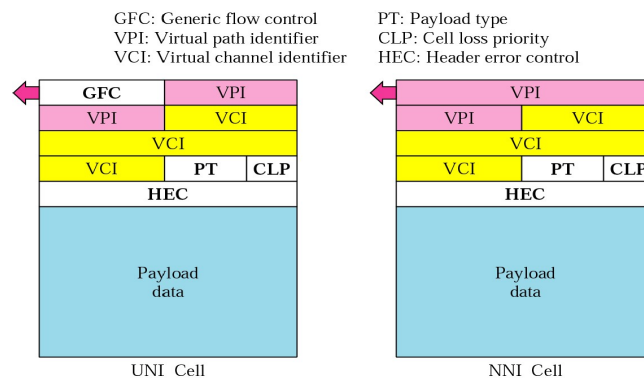 GFC: Generic flow control PT: Payload type
VPI: Virtual path identifier CLP: Cell loss priority
VCI: Virtual channel identifier HEC: Header error control
GFC VPI
VPI VCI
VCI
VCI PT CLP
HEC
Payload
data
UNI Cell
VPI
VPI VCI
VCI
VCI PT CLP
HEC
Payload
data
NNI Cell